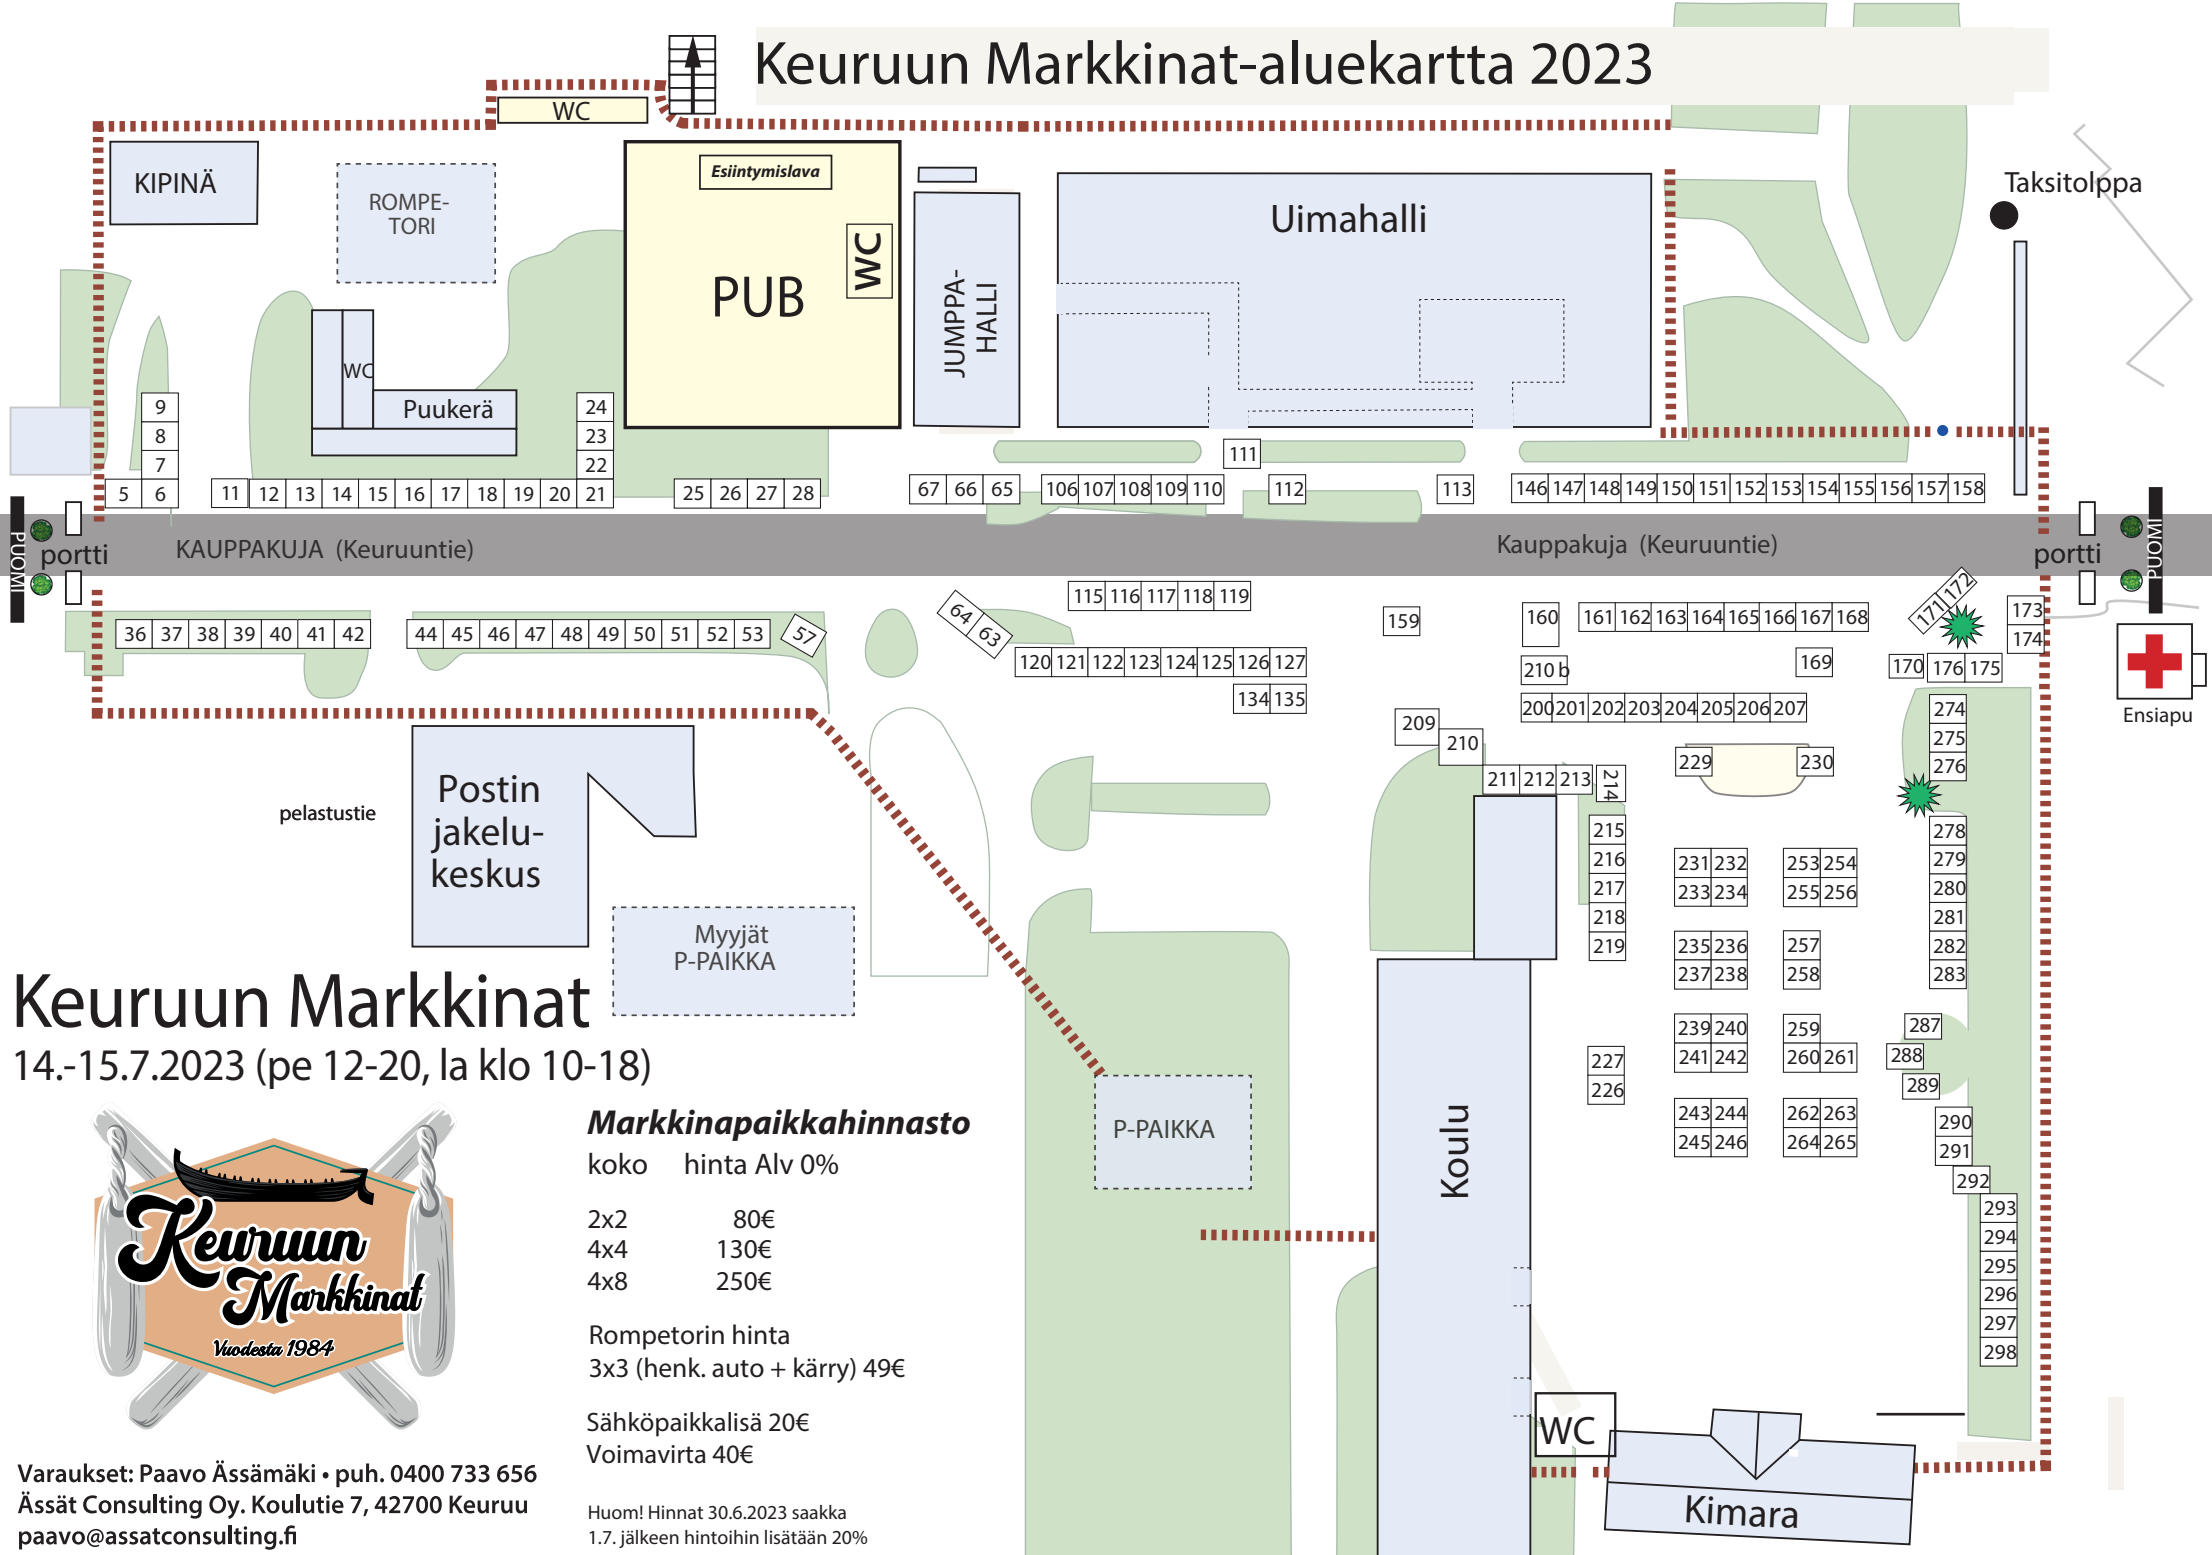 Keuruun Markkinat-aluekartta 2023
WC
KIPINÄ
ROMPE-
TORI
Esiintymislava
WC
PUB
JUMPPA-
HALLI
Uimahalli
Taksitolppa
WC
Puukerä
9
8
7
5 6
11 12 13 14 15 16 17 18 19 20 21
24
23
22
25 26 27 28
67 66 65
106 107 108 109 110
111
112
113
146 147 148 149 150 151 152 153 154 155 156 157 158
PUOMI
portti
KAUPPAKUJA (Keuruuntie)
Kauppakuja (Keuruuntie)
portti
PUOMI
36 37 38 39 40 41 42
44 45 46 47 48 49 50 51 52 53
57
64 63
115 116 117 118 119
120 121 122 123 124 125 126 127
134 135
159
160
161 162 163 164 165 166 167 168
210 b
169
170
171 172
173
174
176 175
200 201 202 203 204 205 206 207
209
210
211 212 213
214
229
230
274
275
276
Ensiapu
215
216
217
218
219
231 232
233 234
253 254
255 256
235 236
237 238
257
258
239 240
241 242
259
260 261
243 244
245 246
262 263
264 265
227
226
278
279
280
281
282
283
287
288
289
290
291
292
293
294
295
296
297
298
pelastustie
Postin
jakelu-
keskus
Myyjät
P-PAIKKA
P-PAIKKA
Koulu
WC
Kimara
Keuruun Markkinat
14.-15.7.2023 (pe 12-20, la klo 10-18)
Keuruun
Markkinat
Vuodesta 1984
Markkinapaikkahinnasto
koko hinta Alv 0%
2x2 80€
4x4 130€
4x8 250€
Rompetorin hinta
3x3 (henk. auto + kärry) 49€
Sähköpaikkalisä 20€
Voimavirta 40€
Huom! Hinnat 30.6.2023 saakka
1.7. jälkeen hintoihin lisätään 20%
Varaukset: Paavo Ässämäki • puh. 0400 733 656
Ässät Consulting Oy. Koulutie 7, 42700 Keuruu
paavo@assatconsulting.fi